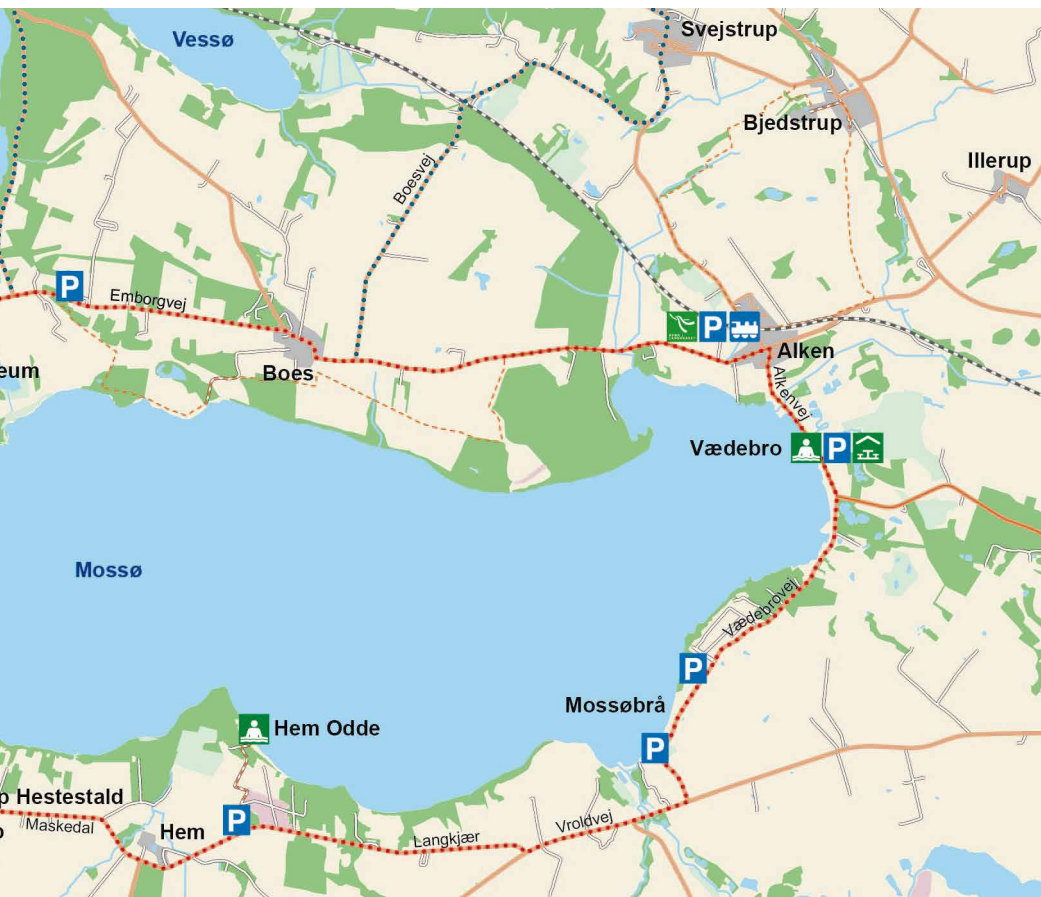 Svejstrup
Vessø
Bjedstrup
Illerup
Boesvej
P
Emborgvej
P
Alken
eum
Boes
Alkenvej
Vædebro
P
Mossø
Vædebrovej
P
Mossøbrå
Hem Odde
P
p Hestestald
P
Maskedal
Hem
Vroldvej
Langkjær